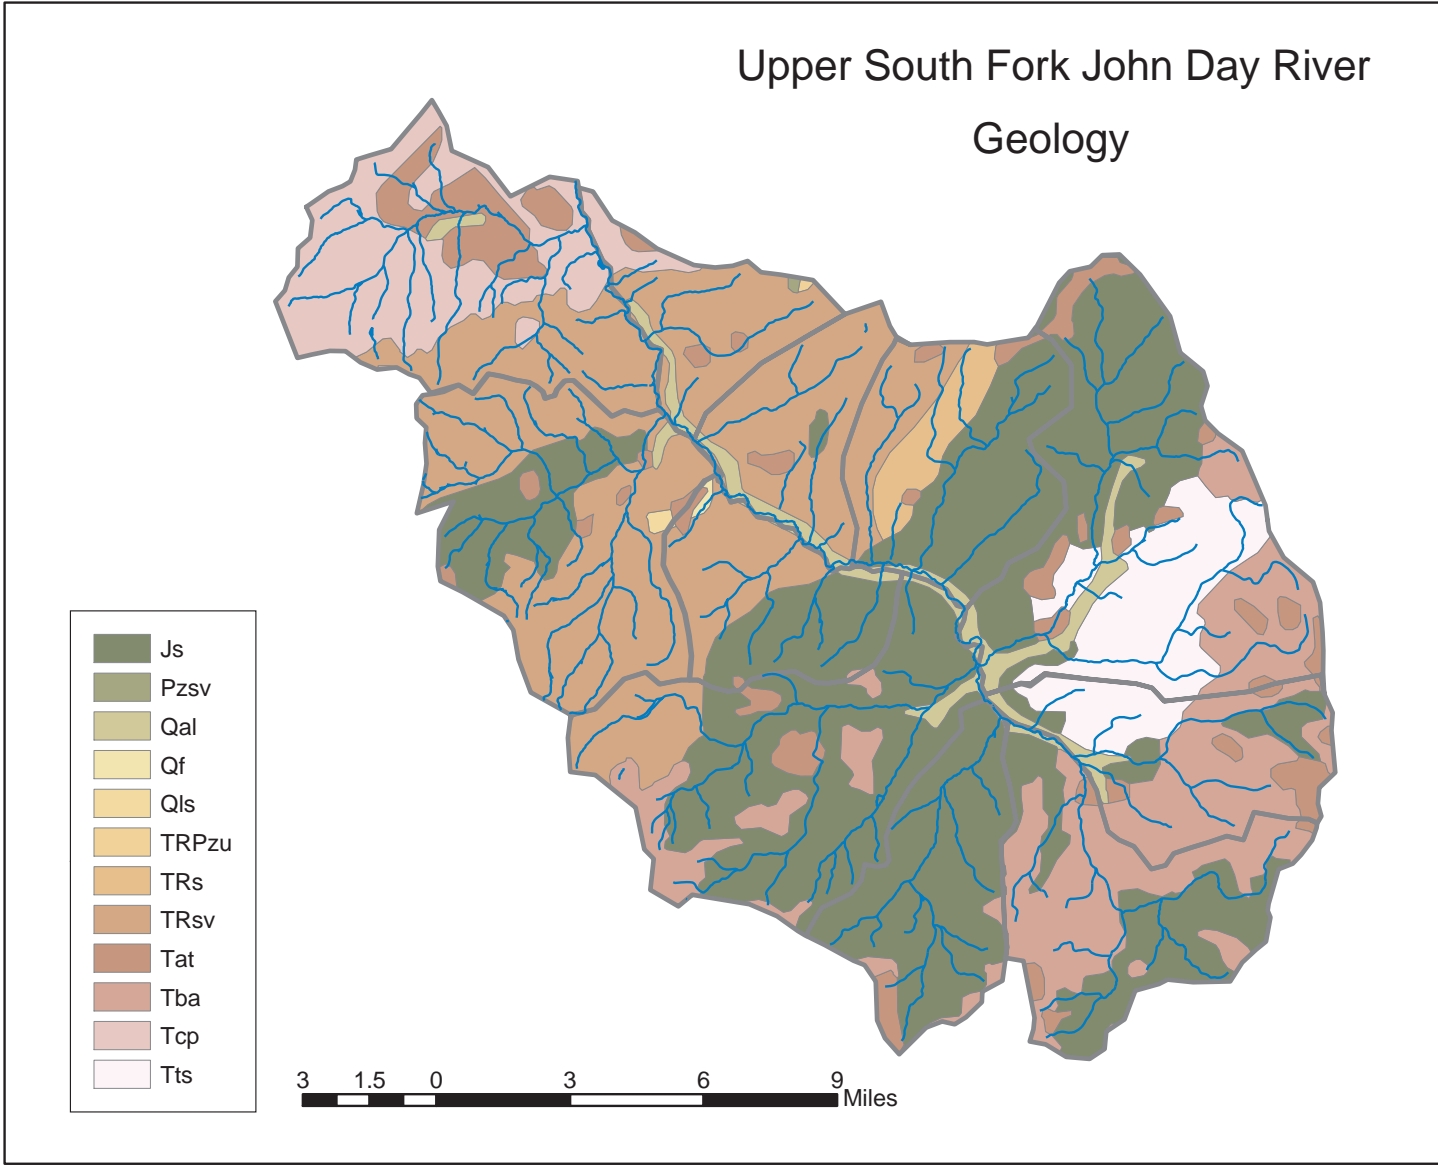 Upper South Fork John Day River
Geology
Js
Pzsv
Qal
Qf
Qls
TRPzu
TRs
TRsv
Tat
Tba
Tcp
Tts
3 1.5 0 3 6 9
Miles